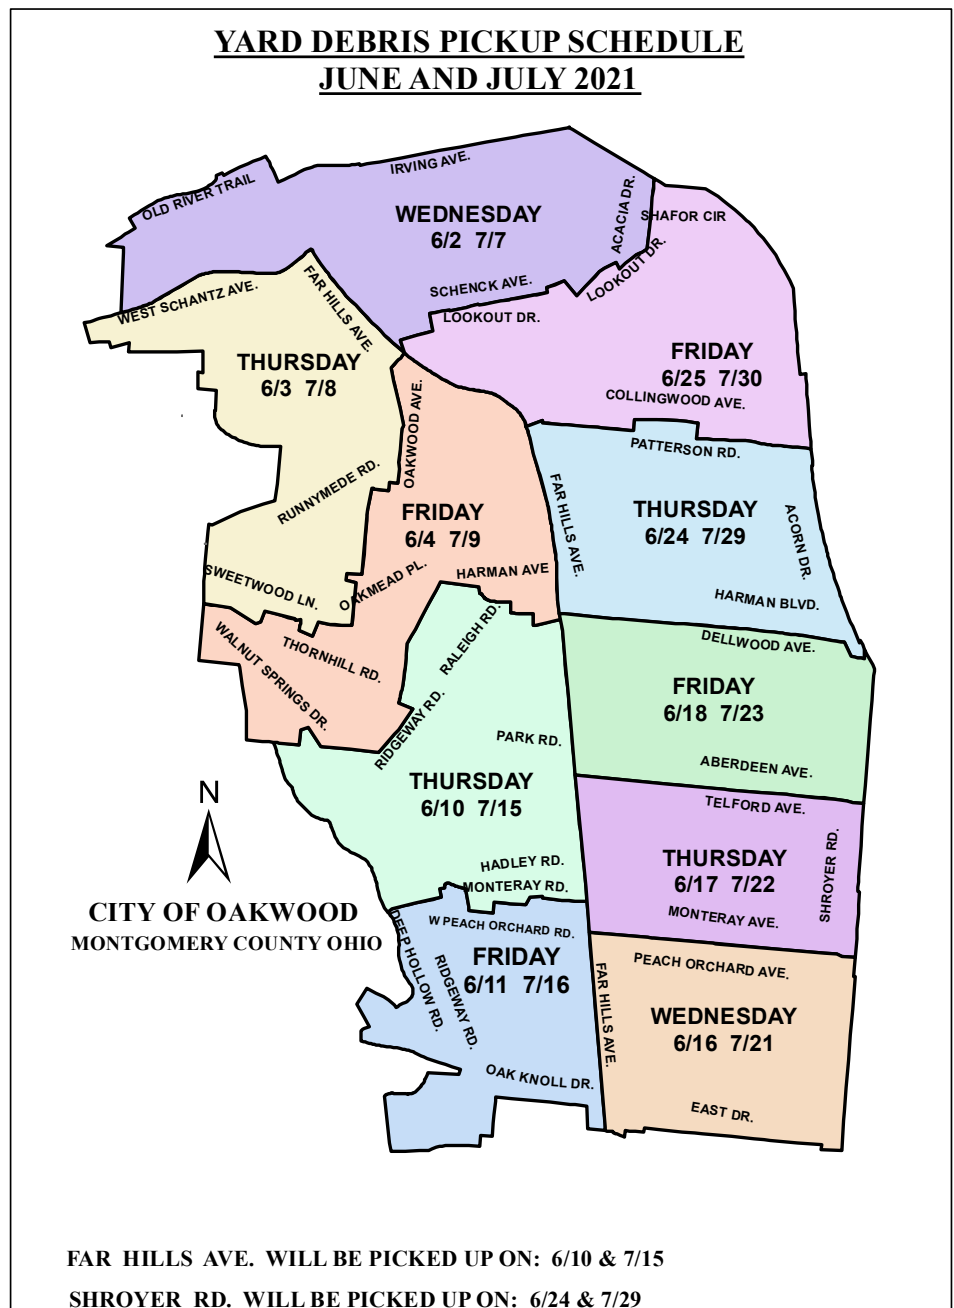 YARD DEBRIS PICKUP SCHEDULE
JUNE AND JULY 2021
IRVING AVE.
OLD RIVER TRAIL
ACACIA DR.
WEDNESDAY
6/2 7/7
SHAFOR CIR
LOOKOUT DR.
SCHENCK AVE.
LOOKOUT DR.
WEST SCHANTZ AVE.
FAR HILLS AVE.
THURSDAY
6/3 7/8
FRIDAY
6/25 7/30
COLLINGWOOD AVE.
OAKWOOD AVE.
PATTERSON RD.
RUNNYMEDE RD.
FAR HILLS AVE.
FRIDAY
6/4 7/9
THURSDAY
6/24 7/29
ACORN DR.
SWEETWOOD LN.
OAKMEAD PL.
HARMAN AVE
HARMAN BLVD.
WALNUT SPRINGS DR.
THORNHILL RD.
RALEIGH RD.
DELLWOOD AVE.
FRIDAY
6/18 7/23
RIDGEWAY RD.
PARK RD.
ABERDEEN AVE.
THURSDAY
6/10 7/15
TELFORD AVE.
N
HADLEY RD.
MONTERAY RD.
THURSDAY
6/17 7/22
SHROYER RD.
MONTERAY AVE.
CITY OF OAKWOOD
MONTGOMERY COUNTY OHIO
DEEP HOLLOW RD.
W PEACH ORCHARD RD.
RIDGEWAY RD.
FRIDAY
6/11 7/16
FAR HILLS AVE.
PEACH ORCHARD AVE.
WEDNESDAY
6/16 7/21
OAK KNOLL DR.
EAST DR.
FAR HILLS AVE. WILL BE PICKED UP ON: 6/10 & 7/15
SHROYER RD. WILL BE PICKED UP ON: 6/24 & 7/29